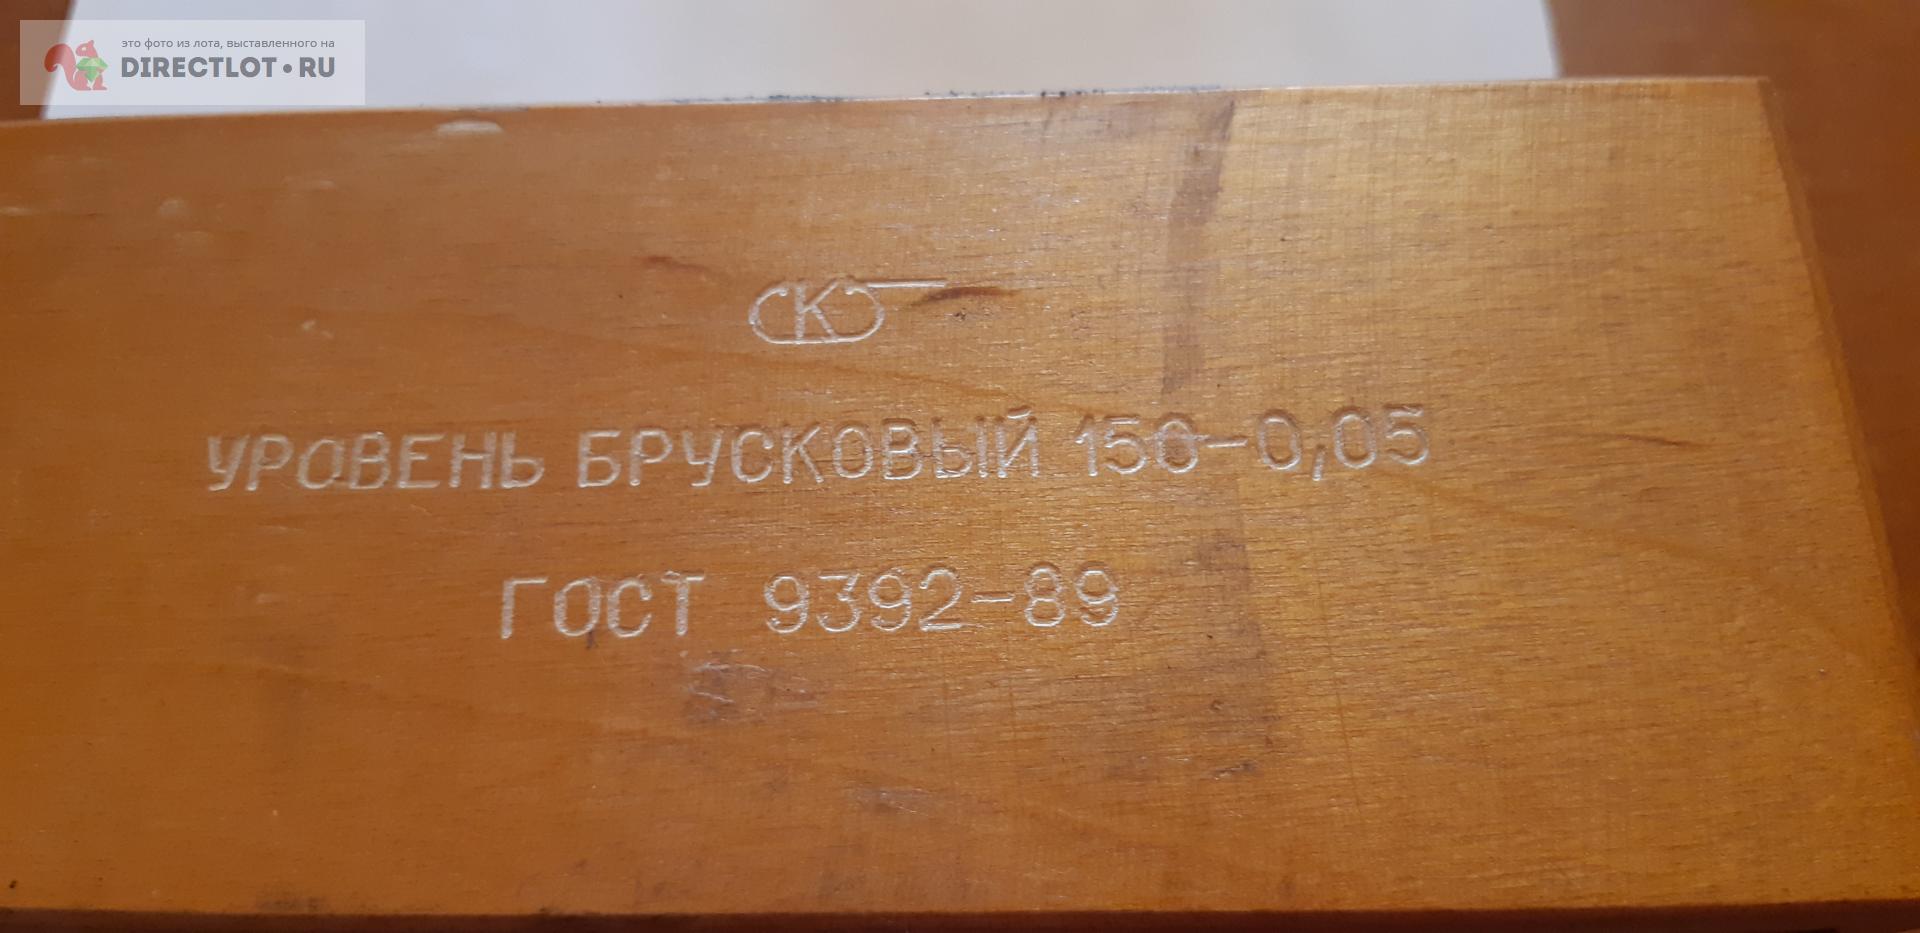 это фото из лота, выставленного на
DIRECTLOT•RU
К
УРОВЕНЬ БРУСКОВЫЙ 150-0,05
ГОСТ 9392-89